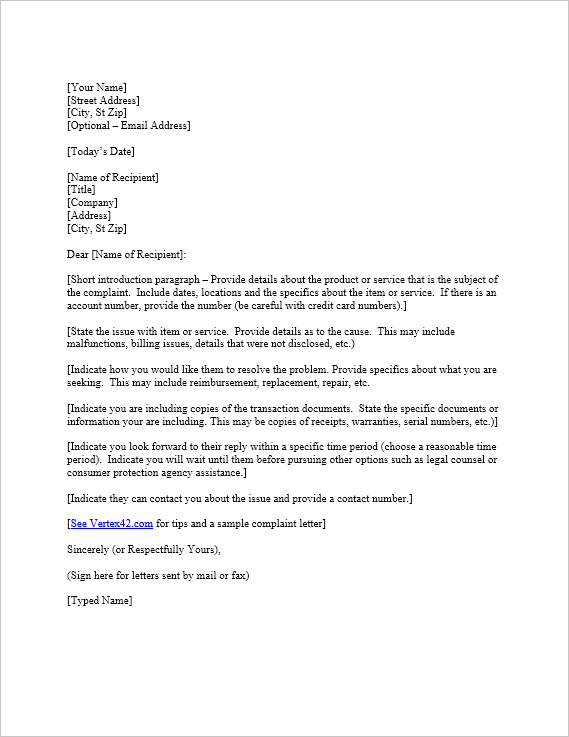 [Your Name]
[Street Address]
[City, St Zip]
[Optional – Email Address]
[Today’s Date]
[Name of Recipient]
[Title]
[Company]
[Address]
[City, St Zip]
Dear [Name of Recipient]:
[Short introduction paragraph – Provide details about the product or service that is the subject of
the complaint.  Include dates, locations and the specifics about the item or service.  If there is an
account number, provide the number (be careful with credit card numbers).]
[State the issue with item or service.  Provide details as to the cause.  This may include
malfunctions, billing issues, details that were not disclosed, etc.)
[Indicate how you would like them to resolve the problem. Provide specifics about what you are
seeking.  This may include reimbursement, replacement, repair, etc.
[Indicate you are including copies of the transaction documents.  State the specific documents or
information your are including. This may be copies of receipts, warranties, serial numbers, etc.)]
[Indicate you look forward to their reply within a specific time period (choose a reasonable time
period).  Indicate you will wait until them before pursuing other options such as legal counsel or
consumer protection agency assistance.]
[Indicate they can contact you about the issue and provide a contact number.]
[See Vertex42.com for tips and a sample complaint letter]
Sincerely (or Respectfully Yours),
(Sign here for letters sent by mail or fax)
[Typed Name]